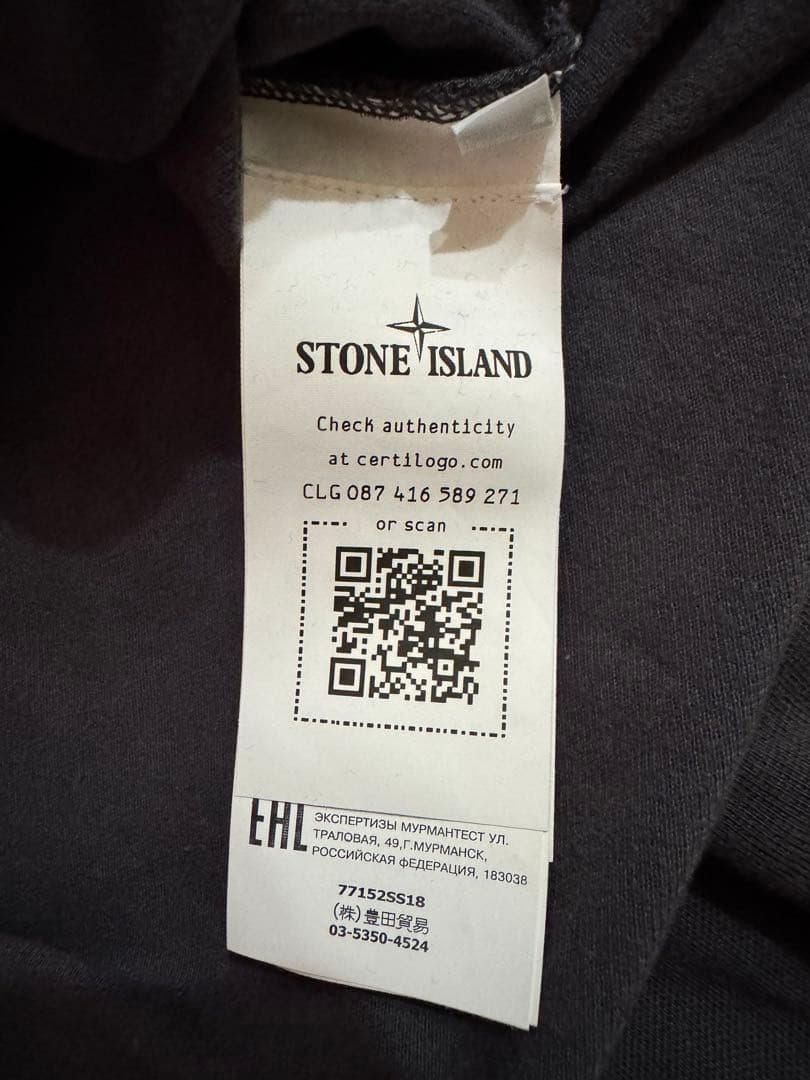 STONE ISLAND
Check authenticity
at certilogo.com
CLG 087 416 589 271
or scan
EAC
ЭКСПЕРТИЗЫ МУРМАНТЕСТ УЛ.
ТРАЛОВАЯ, 49,Г.МУРМАНСК,
РОССИЙСКАЯ ФЕДЕРАЦИЯ, 183038
77152SS18
(株)豊田貿易
03-5350-4524